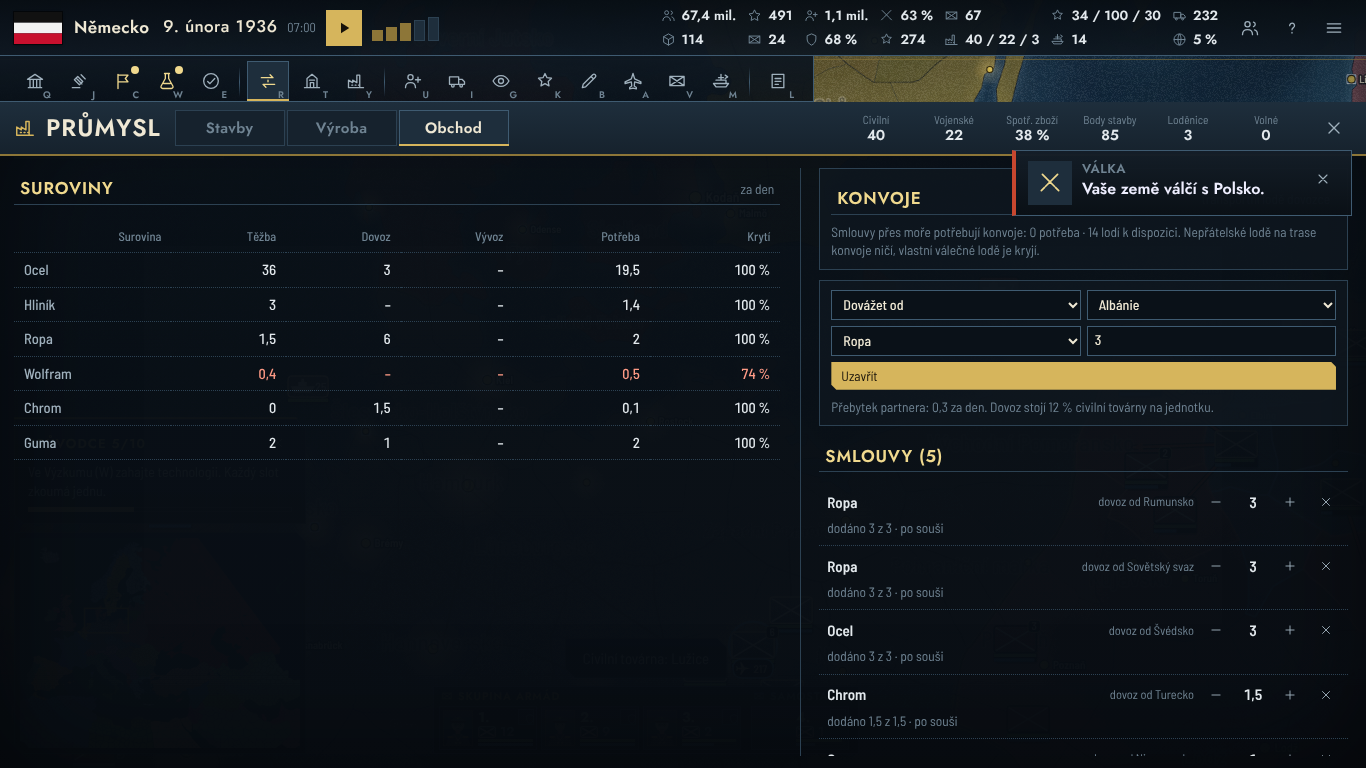 Německo 9. února 1936 07:00
67,4 mil. 491 1,1 mil. 63 % 67 34 / 100 / 30 232
114 24 68 % 274 40 / 22 / 3 14 5 % ?
Q J C W E R T Y U I G K B A V M L
PRŮMYSL Stavby Výroba Obchod
Civilní Vojenské Spotř. zboží Body stavby Loděnice Volné
40 22 38 % 85 3 0
VÁLKA
Vaše země válčí s Polsko.
SUROVINY za den
Surovina Těžba Dovoz Vývoz Potřeba Krytí
Ocel 36 3 – 19,5 100 %
Hliník 3 – – 1,4 100 %
Ropa 1,5 6 – 2 100 %
Wolfram 0,4 – – 0,5 74 %
Chrom 0 1,5 – 0,1 100 %
Guma 2 1 – 2 100 %
KONVOJE
Smlouvy přes moře potřebují konvoje: 0 potřeba · 14 lodí k dispozici. Nepřátelské lodě na trase
konvoje ničí, vlastní válečné lodě je kryjí.
Dovážet od Albánie
Ropa 3
Uzavřít
Přebytek partnera: 0,3 za den. Dovoz stojí 12 % civilní továrny na jednotku.
SMLOUVY (5)
Ropa dovoz od Rumunsko − 3 +
dodáno 3 z 3 · po souši
Ropa dovoz od Sovětský svaz − 3 +
dodáno 3 z 3 · po souši
Ocel dovoz od Švédsko − 3 +
dodáno 3 z 3 · po souši
Chrom dovoz od Turecko − 1,5 +
dodáno 1,5 z 1,5 · po souši